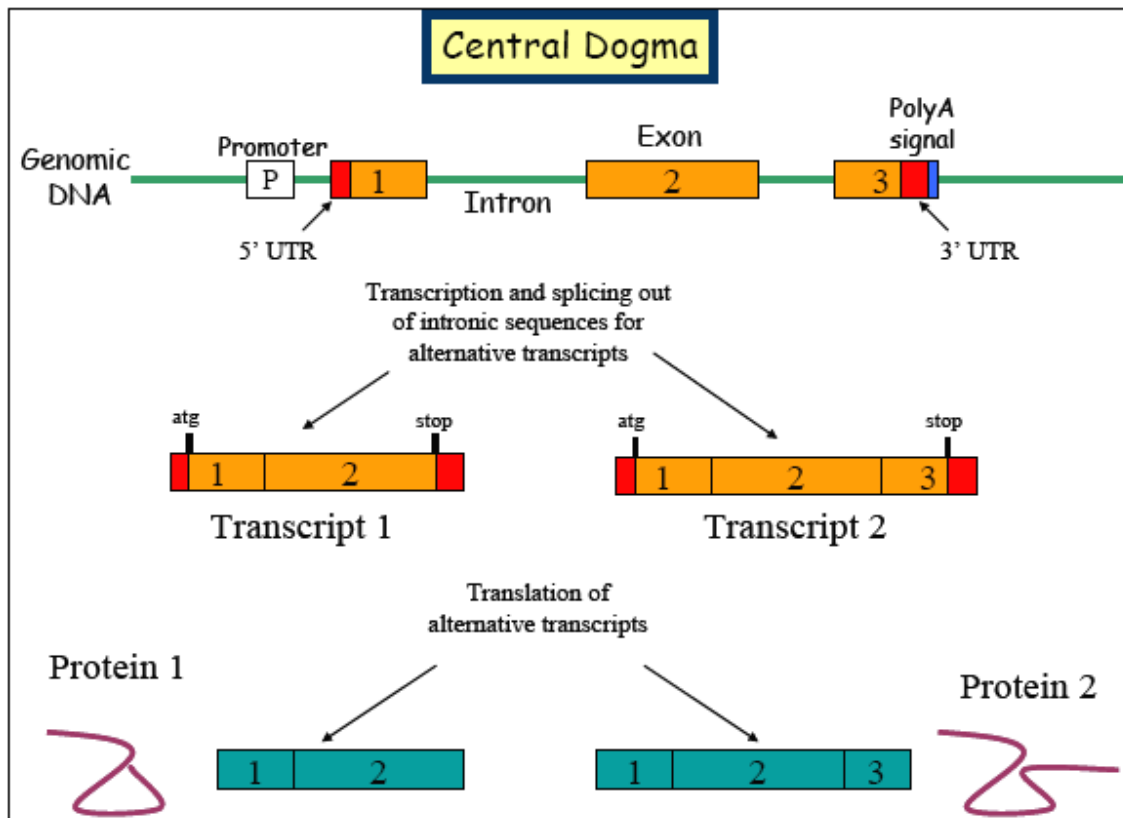 Central Dogma
PolyA
signal
Promoter
Exon
Genomic
DNA
P
1
2
3
Intron
5’ UTR
3’ UTR
Transcription and splicing out
of intronic sequences for
alternative transcripts
atg
stop
atg
stop
1
2
1
2
3
Transcript 1
Transcript 2
Translation of
alternative transcripts
Protein 1
Protein 2
1
2
1
2
3